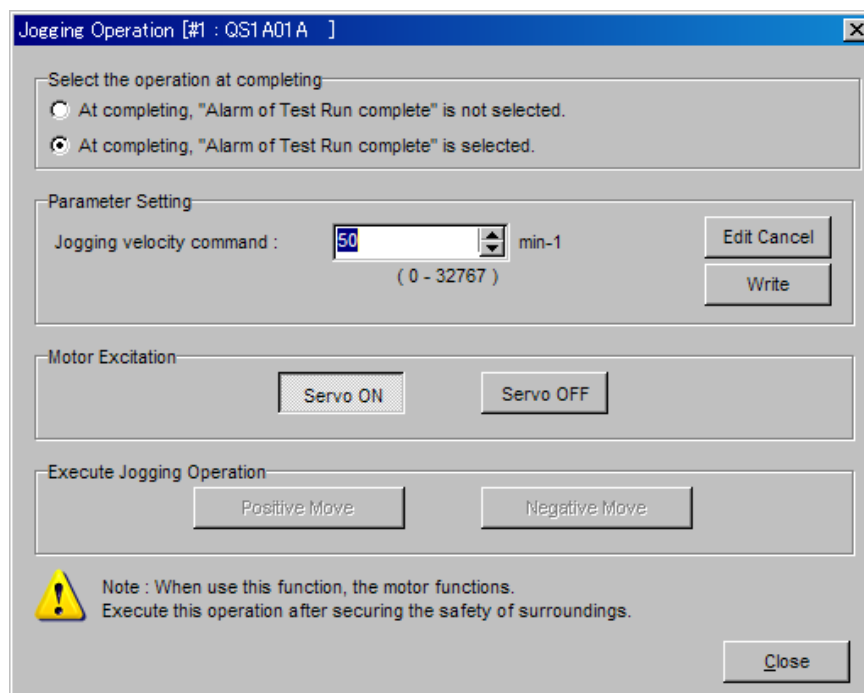 Jogging Operation [#1 : QS1A01A    ]
Select the operation at completing
At completing, "Alarm of Test Run complete" is not selected.
At completing, "Alarm of Test Run complete" is selected.
Parameter Setting
Jogging velocity command :
50
min-1
( 0 - 32767 )
Edit Cancel
Write
Motor Excitation
Servo ON
Servo OFF
Execute Jogging Operation
Positive Move
Negative Move
Note : When use this function, the motor functions.
Execute this operation after securing the safety of surroundings.
Close